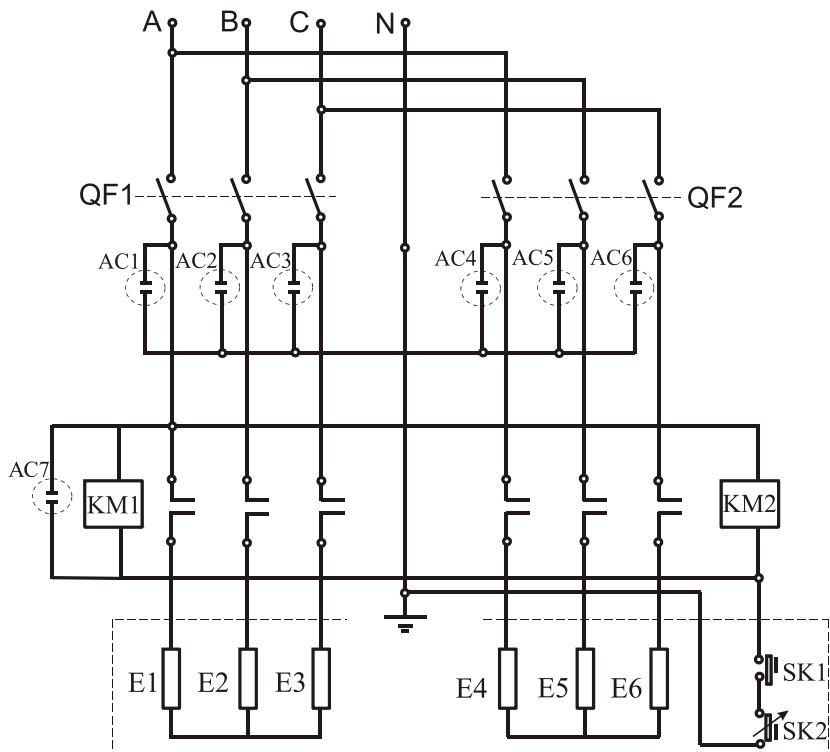 A B C N
QF1 QF2
AC1 AC2 AC3 AC4 AC5 AC6
AC7
KM1 KM2
E1 E2 E3 E4 E5 E6 SK1
SK2